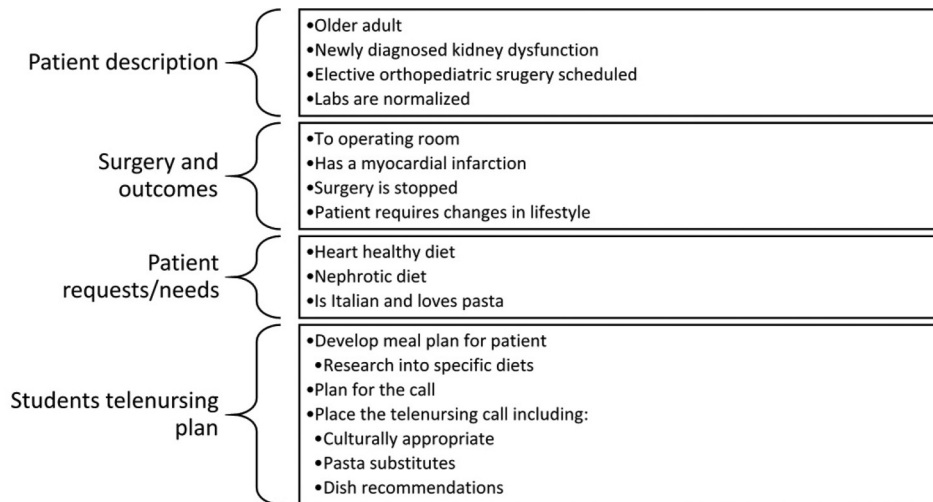 Patient description
•Older adult
•Newly diagnosed kidney dysfunction
•Elective orthopediatric srugery scheduled
•Labs are normalized
Surgery and
outcomes
•To operating room
•Has a myocardial infarction
•Surgery is stopped
•Patient requires changes in lifestyle
Patient
requests/needs
•Heart healthy diet
•Nephrotic diet
•Is Italian and loves pasta
Students telenursing
plan
•Develop meal plan for patient
•Research into specific diets
•Plan for the call
•Place the telenursing call including:
•Culturally appropriate
•Pasta substitutes
•Dish recommendations